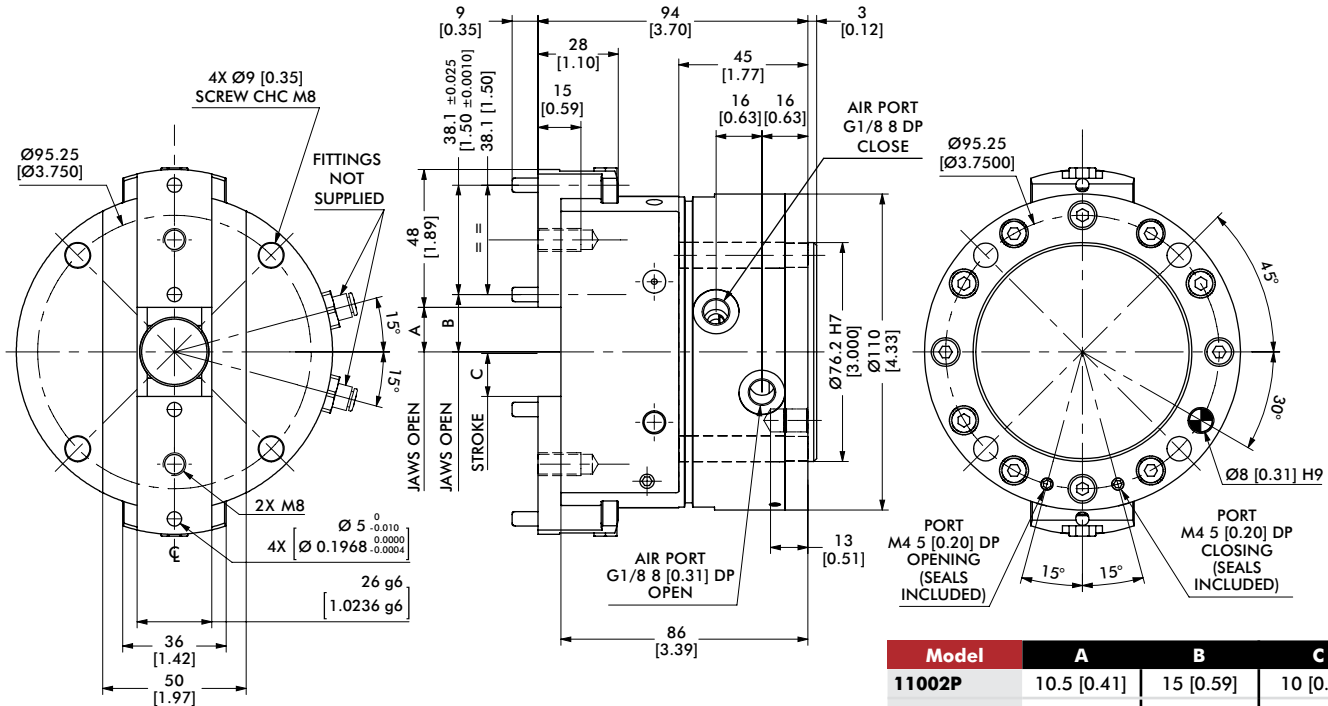 9
[0.35]
94
[3.70]
3
[0.12]
28
[1.10]
45
[1.77]
15
[0.59]
16
[0.63]
16
[0.63]
38.1 ±0.025
[1.50 ±0.0010]
38.1 [1.50]
= =
4X Ø9 [0.35]
SCREW CHC M8
Ø95.25
[Ø3.750]
FITTINGS
NOT
SUPPLIED
AIR PORT
G1/8 8 DP
CLOSE
Ø95.25
[Ø3.7500]
48
[1.89]
A
B
C
JAWS OPEN
JAWS OPEN
STROKE
15°
15°
Ø76.2 H7
[3.000]
Ø110
[4.33]
45°
30°
Ø8 [0.31] H9
2X M8
4X [Ø 5 0 -0.010
Ø 0.1968 0.0000 -0.0004]
℄
26 g6
[1.0236 g6]
36
[1.42]
50
[1.97]
AIR PORT
G1/8 8 [0.31] DP
OPEN
13
[0.51]
86
[3.39]
PORT
M4 5 [0.20] DP
OPENING
(SEALS
INCLUDED)
15°
15°
PORT
M4 5 [0.20] DP
CLOSING
(SEALS
INCLUDED)
Model A B C
11002P 10.5 [0.41] 15 [0.59] 10 [0.